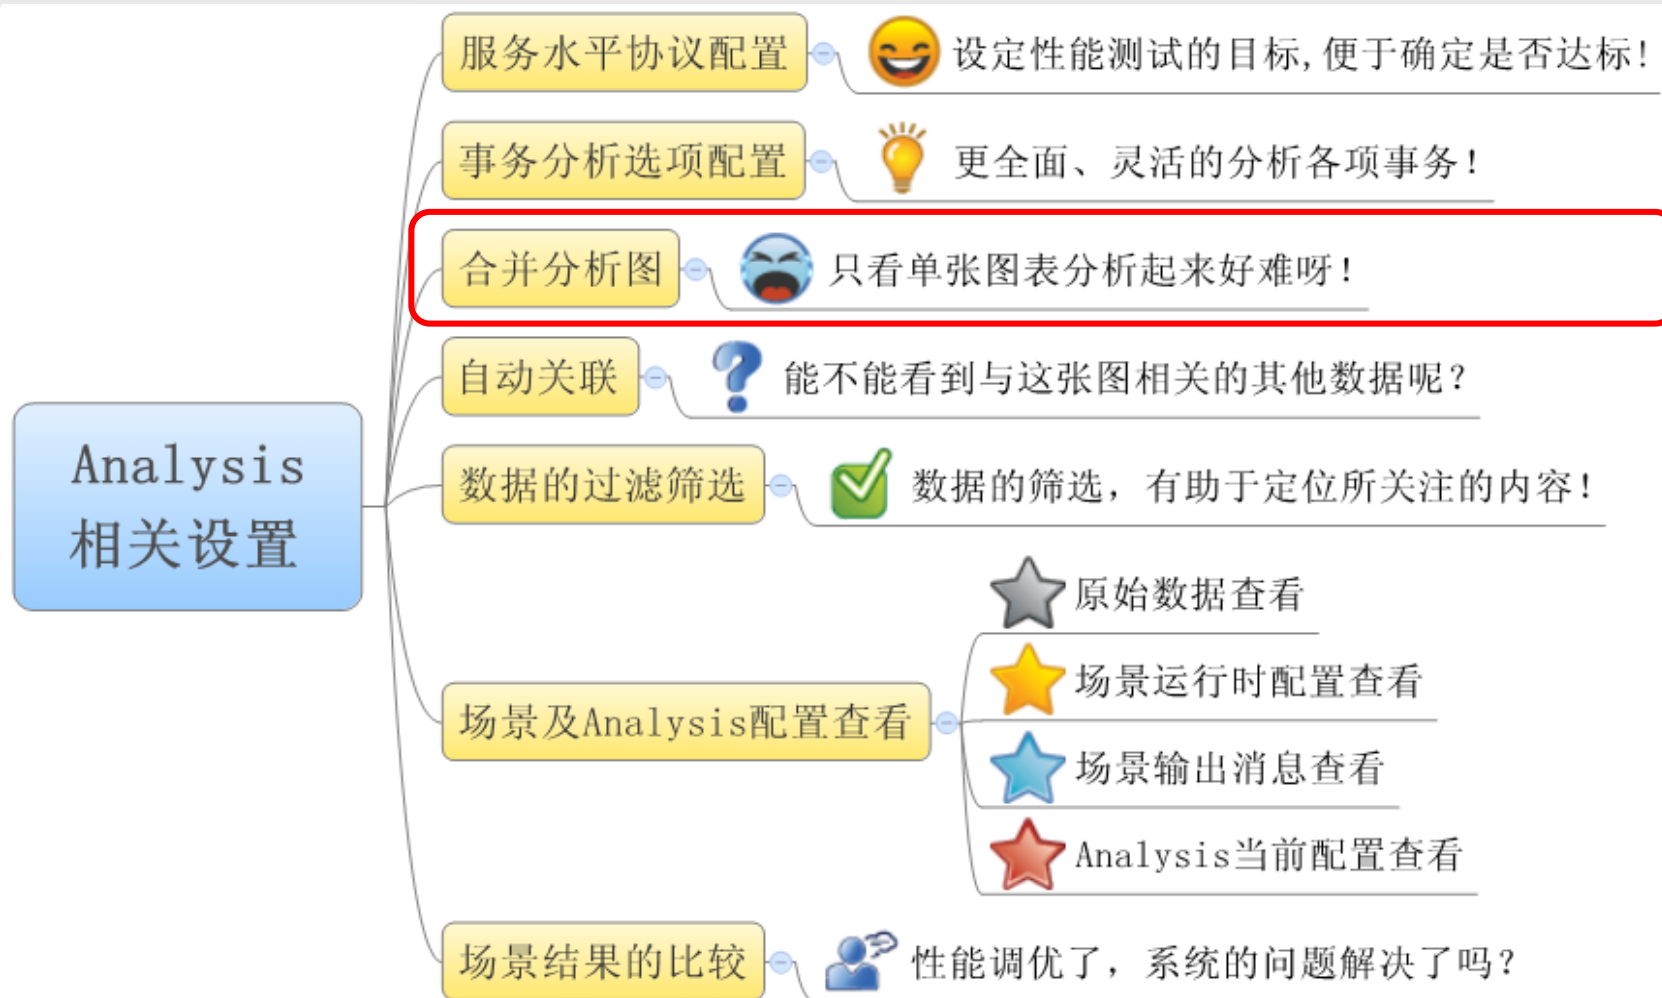 服务水平协议配置
设定性能测试的目标,便于确定是否达标!
事务分析选项配置
更全面、灵活的分析各项事务!
合并分析图
只看单张图表分析起来好难呀!
自动关联
能不能看到与这张图相关的其他数据呢?
Analysis
相关设置
数据的过滤筛选
数据的筛选，有助于定位所关注的内容!
场景及Analysis配置查看
原始数据查看
场景运行时配置查看
场景输出消息查看
Analysis当前配置查看
场景结果的比较
性能调优了，系统的问题解决了吗?